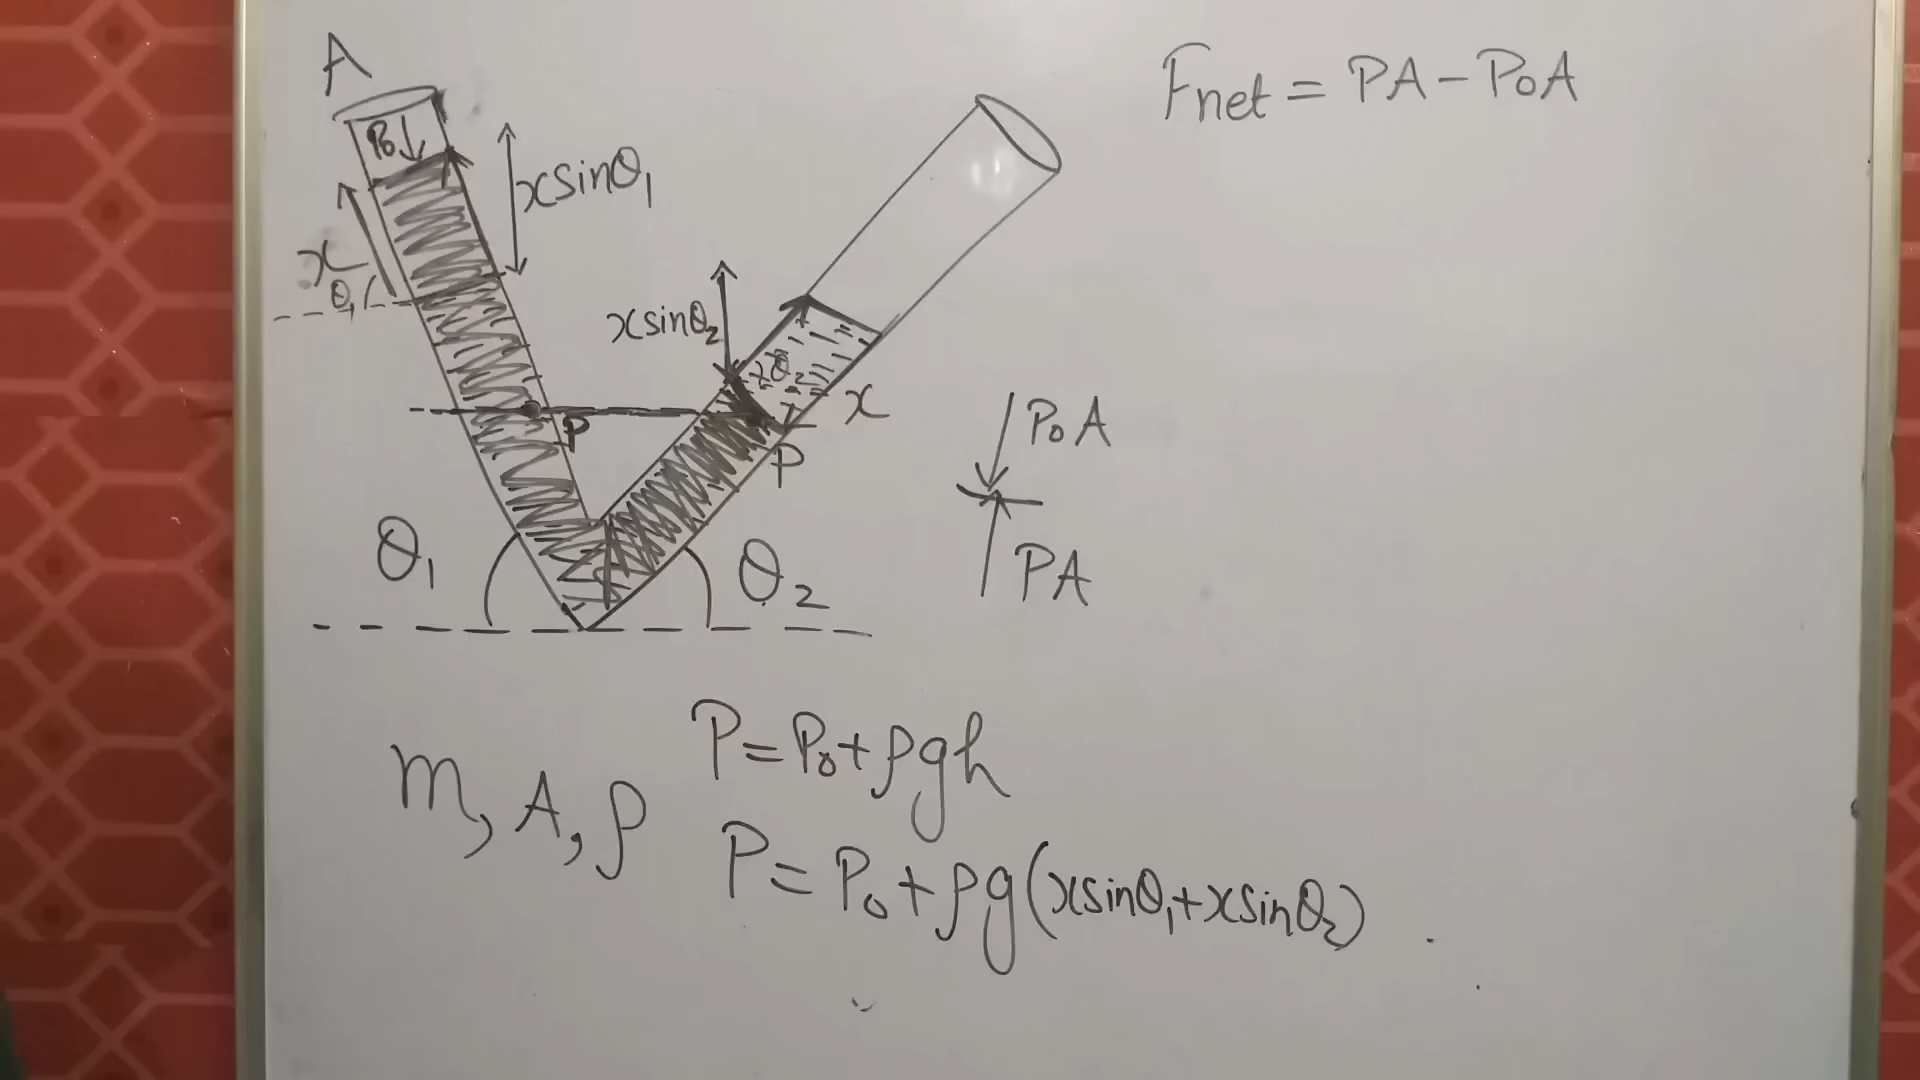 A
Fnet = PA - P₀A
P₀
x sinθ₁
x
θ₁
x sinθ₂
θ₂
x
P
P
P₀A
PA
θ₁
θ₂
P = P₀ + ρgh
m, A, ρ
P = P₀ + ρg(x sinθ₁ + x sinθ₂)